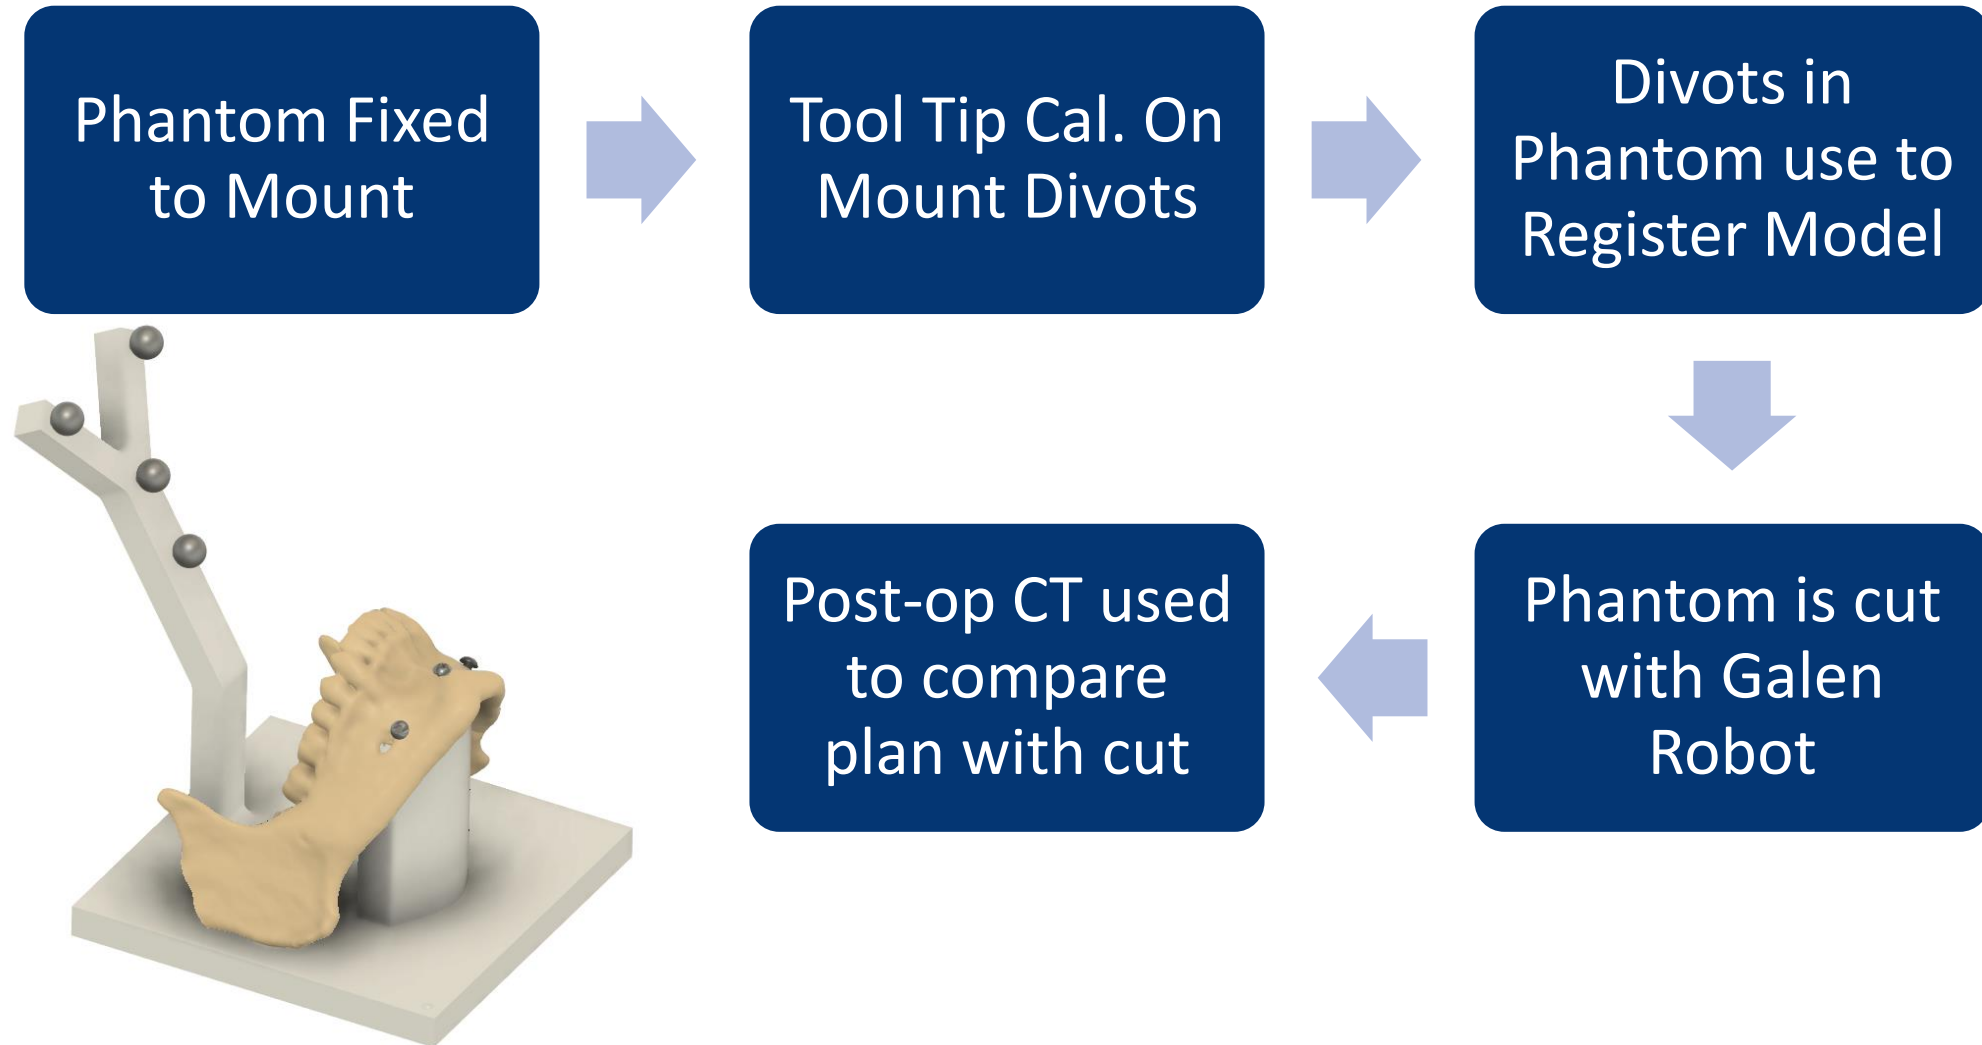 Phantom Fixed
to Mount
Tool Tip Cal. On
Mount Divots
Divots in
Phantom use to
Register Model
Phantom is cut
with Galen
Robot
Post-op CT used
to compare
plan with cut